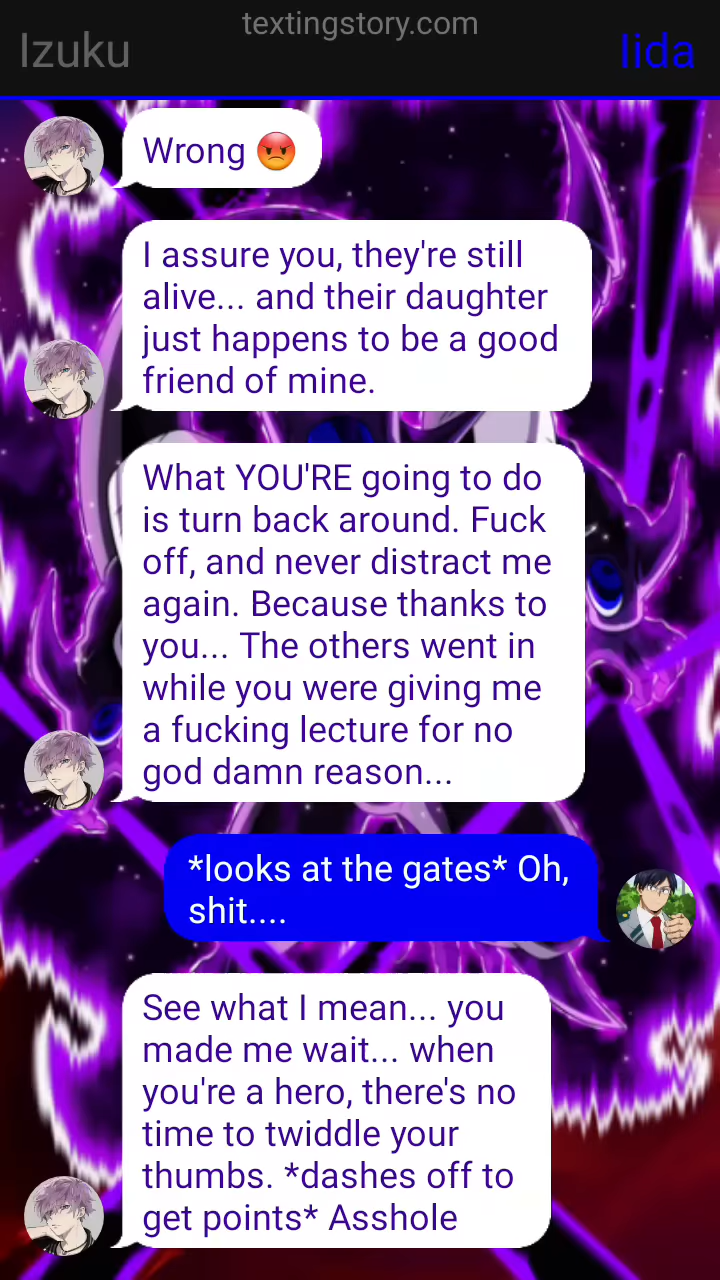 textingstory.com
Izuku
Iida
Wrong 😡
I assure you, they're still
alive... and their daughter
just happens to be a good
friend of mine.
What YOU'RE going to do
is turn back around. Fuck
off, and never distract me
again. Because thanks to
you... The others went in
while you were giving me
a fucking lecture for no
god damn reason...
*looks at the gates* Oh,
shit....
See what I mean... you
made me wait... when
you're a hero, there's no
time to twiddle your
thumbs. *dashes off to
get points* Asshole